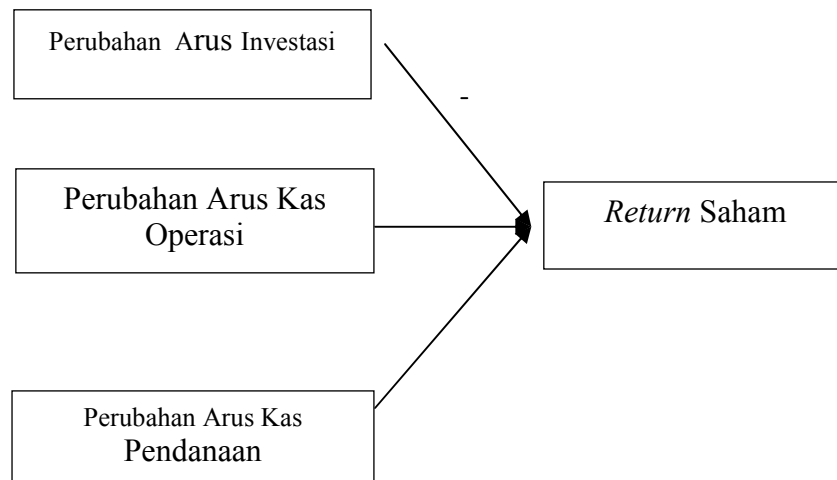 Perubahan Arus Investasi
-
Perubahan Arus Kas
Operasi
Return Saham
Perubahan Arus Kas
Pendanaan